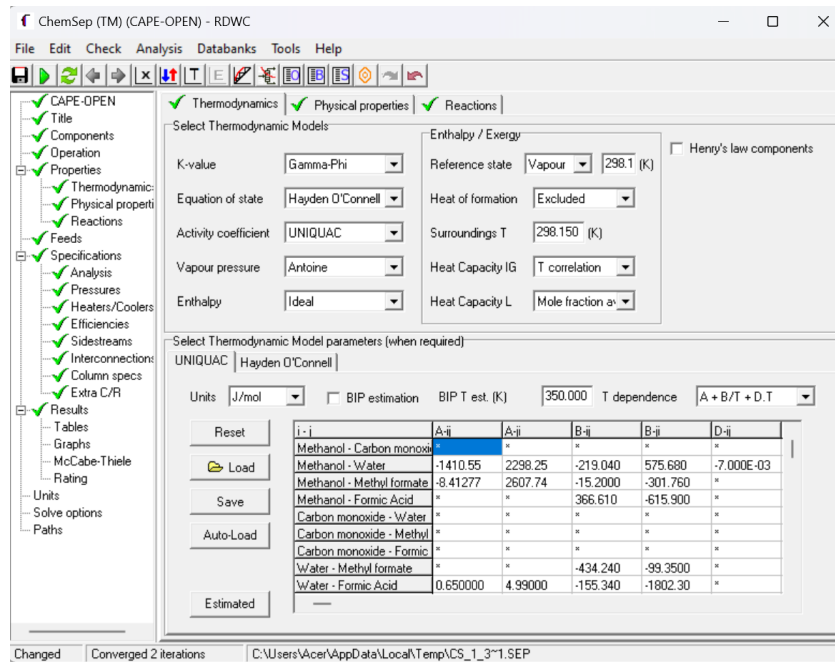 ChemSep (TM) (CAPE-OPEN) - RDWC
File Edit Check Analysis Databanks Tools Help
CAPE-OPEN
Title
Components
Operation
Properties
Thermodynamic
Physical properti
Reactions
Feeds
Specifications
Analysis
Pressures
Heaters/Coolers
Efficiencies
Sidestreams
Interconnections
Column specs
Extra C/R
Results
Tables
Graphs
McCabe-Thiele
Rating
Units
Solve options
Paths
Thermodynamics Physical properties Reactions
Select Thermodynamic Models
K-value Gamma-Phi
Equation of state Hayden O'Connell
Activity coefficient UNIQUAC
Vapour pressure Antoine
Enthalpy Ideal
Enthalpy / Exergy
Reference state Vapour 298.1 (K)
Heat of formation Excluded
Surroundings T 298.150 (K)
Heat Capacity IG T correlation
Heat Capacity L Mole fraction av
Henry's law components
Select Thermodynamic Model parameters (when required)
UNIQUAC Hayden O'Connell
Units J/mol BIP estimation BIP T est. (K) 350.000 T dependence A + B/T + D.T
Reset
Load
Save
Auto-Load
Estimated
i - j A-ij A-ji B-ij B-ji D-ij
Methanol - Carbon monoxi * * * * *
Methanol - Water -1410.55 2298.25 -219.040 575.680 -7.000E-03
Methanol - Methyl formate -8.41277 2607.74 -15.2000 -301.760 *
Methanol - Formic Acid * * 366.610 -615.900 *
Carbon monoxide - Water * * * * *
Carbon monoxide - Methyl * * * * *
Carbon monoxide - Formic * * * * *
Water - Methyl formate * * -434.240 -99.3500 *
Water - Formic Acid 0.650000 4.99000 -155.340 -1802.30 *
Changed Converged 2 iterations C:\Users\Acer\AppData\Local\Temp\CS_1_3~1.SEP